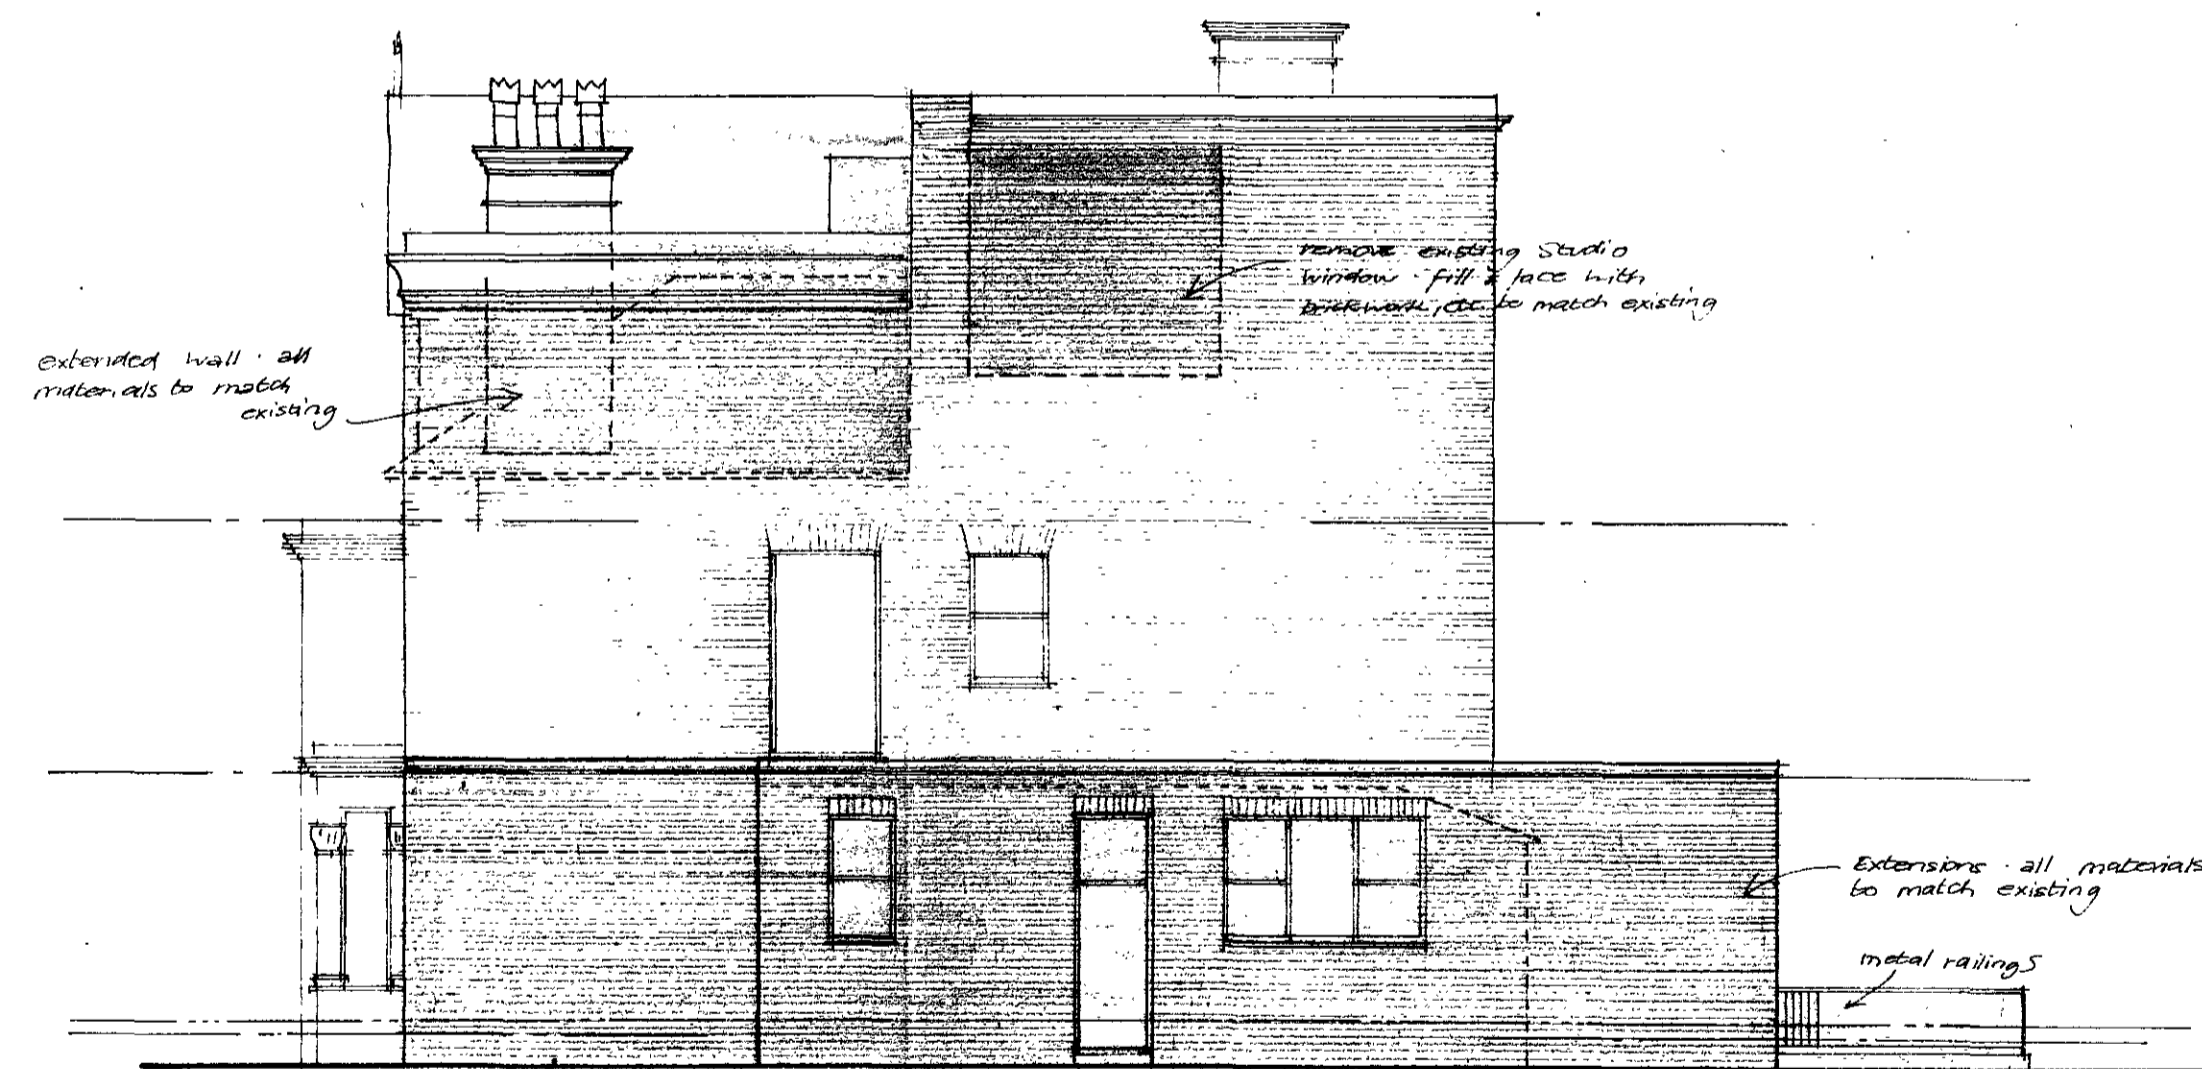 remove existing Studio
window · fill & face with
brickwork, etc to match existing
extended wall · all
materials to match
existing
Extensions · all materials
to match existing
metal railings